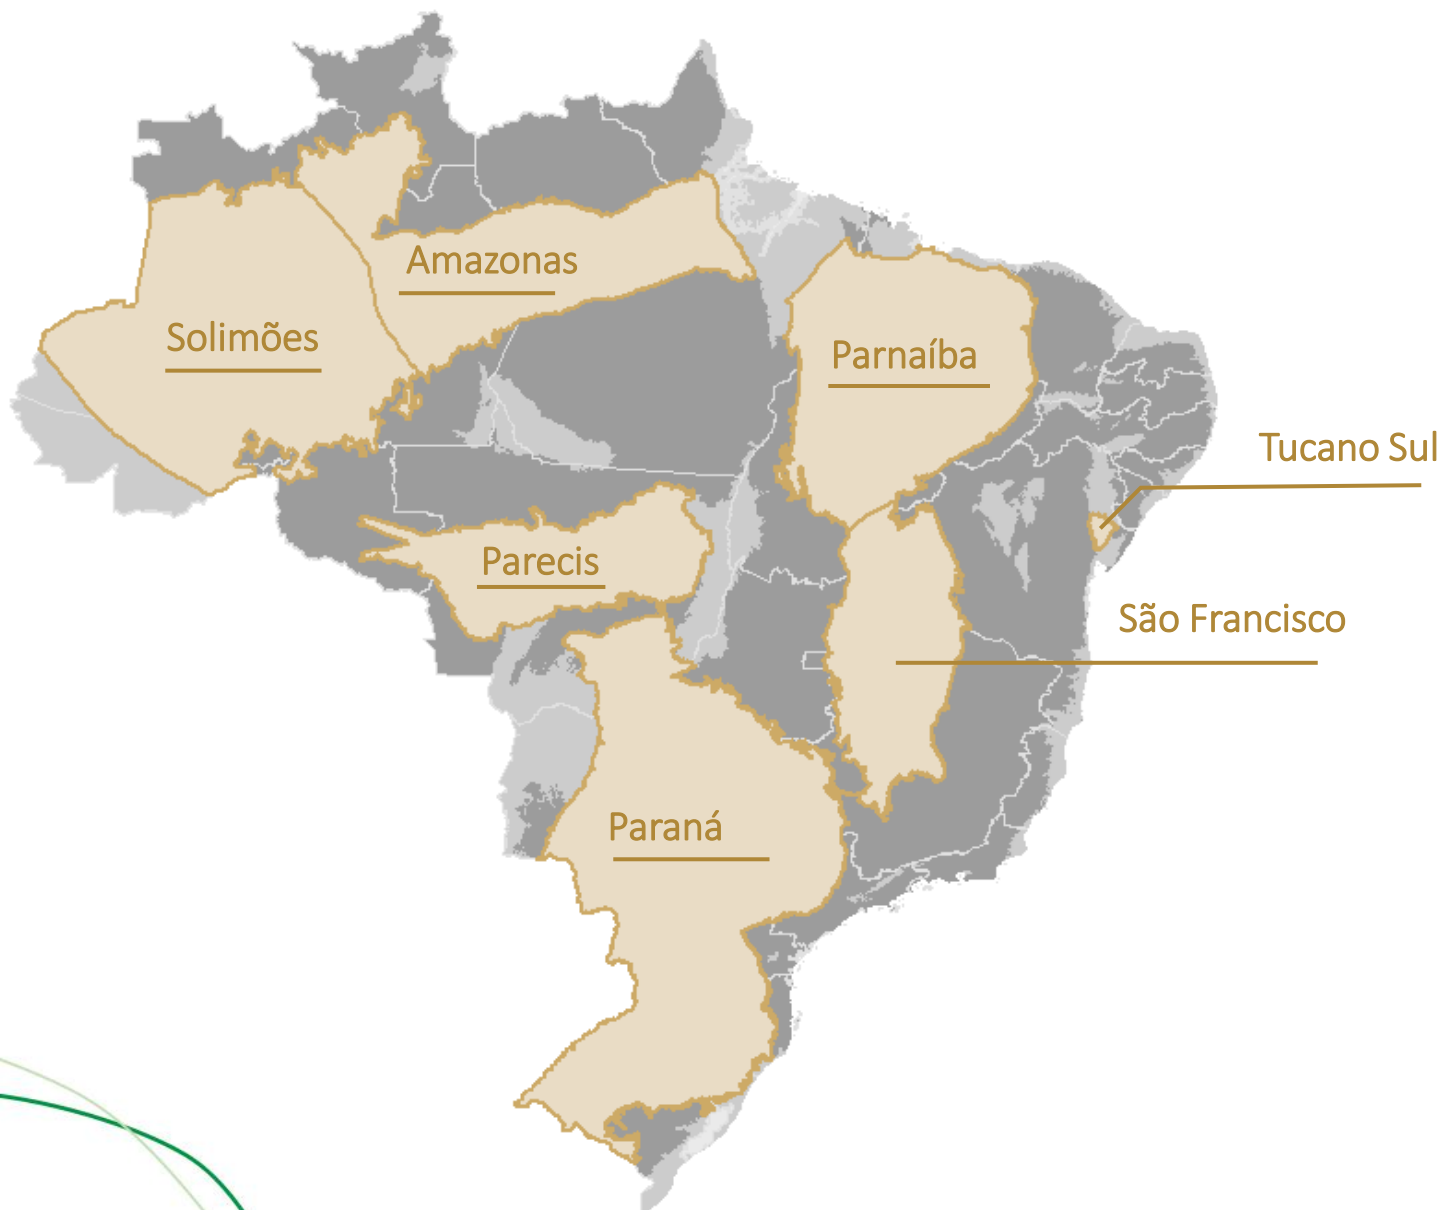 Amazonas
Solimões
Parnaíba
Tucano Sul
Parecis
São Francisco
Paraná